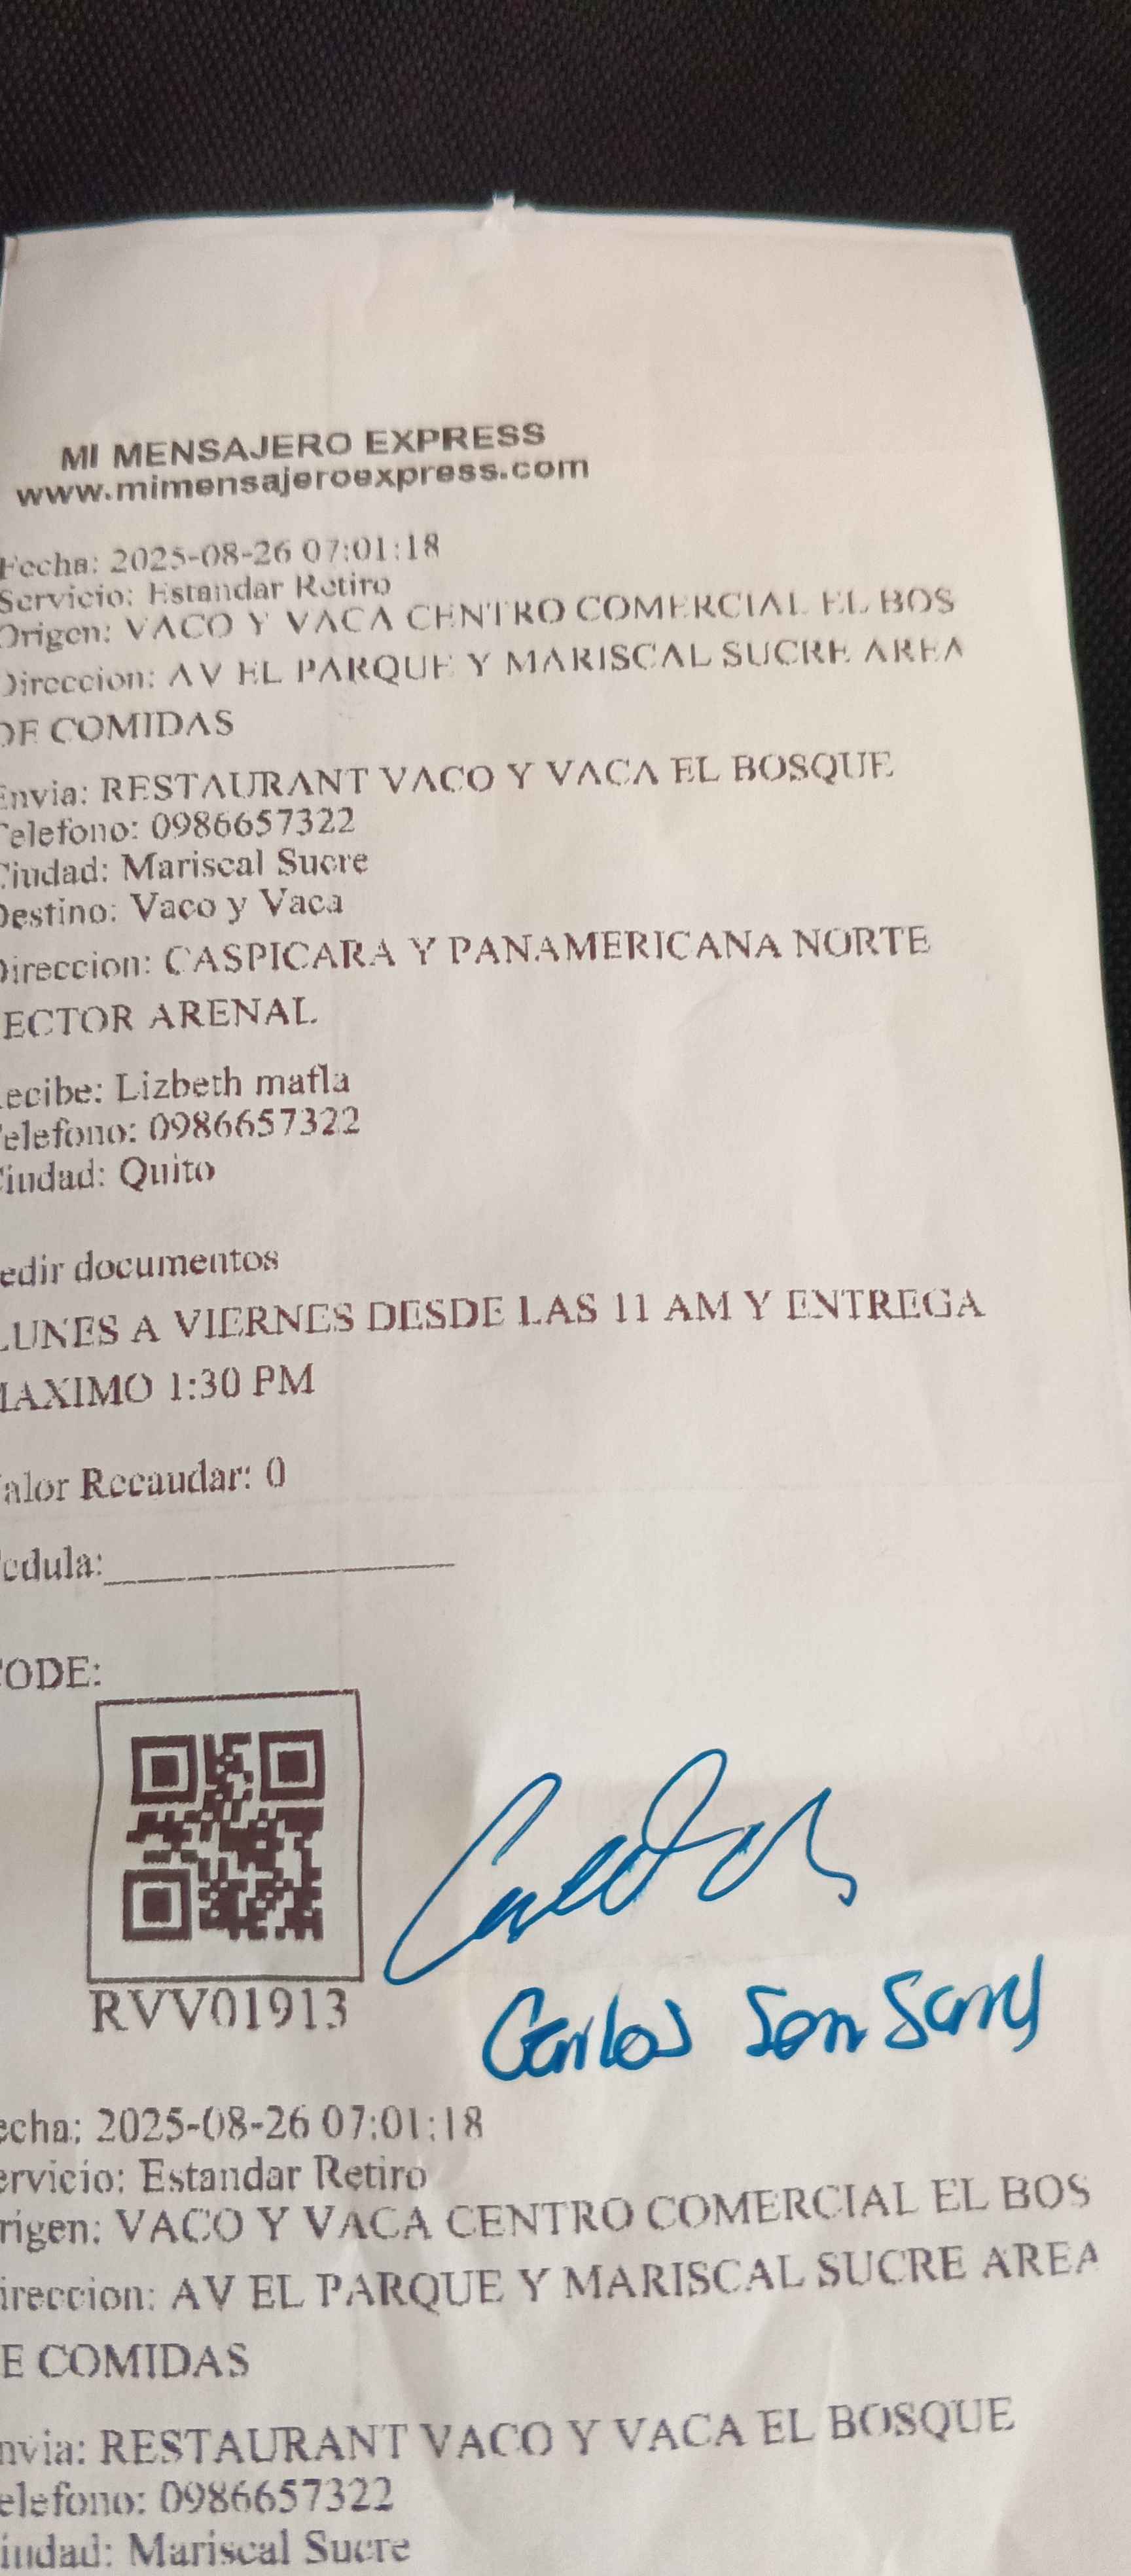 MI MENSAJERO EXPRESS
www.mimensajeroexpress.com
Fecha: 2025-08-26 07:01:18
Servicio: Estandar Retiro
Origen: VACO Y VACA CENTRO COMERCIAL EL BOS
Direccion: AV EL PARQUE Y MARISCAL SUCRE AREA
DE COMIDAS
Envia: RESTAURANT VACO Y VACA EL BOSQUE
Telefono: 0986657322
Ciudad: Mariscal Sucre
Destino: Vaco y Vaca
Direccion: CASPICARA Y PANAMERICANA NORTE
ECTOR ARENAL
ecibe: Lizbeth mafla
elefono: 0986657322
Ciudad: Quito
edir documentos
LUNES A VIERNES DESDE LAS 11 AM Y ENTREGA
MAXIMO 1:30 PM
alor Recaudar: 0
edula:
CODE:
RVV01913
Carlos
echa: 2025-08-26 07:01:18
ervicio: Estandar Retiro
rigen: VACO Y VACA CENTRO COMERCIAL EL BOS
ireccion: AV EL PARQUE Y MARISCAL SUCRE AREA
E COMIDAS
nvia: RESTAURANT VACO Y VACA EL BOSQUE
elefono: 0986657322
iudad: Mariscal Sucre